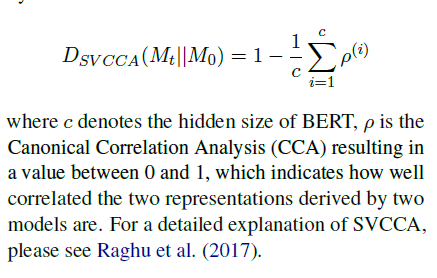 D_{SVCCA}(M_t||M_0) = 1 - \frac{1}{c} \sum_{i=1}^{c} \rho^{(i)}
where c denotes the hidden size of BERT, ρ is the
Canonical Correlation Analysis (CCA) resulting in
a value between 0 and 1, which indicates how well
correlated the two representations derived by two
models are. For a detailed explanation of SVCCA,
please see Raghu et al. (2017).